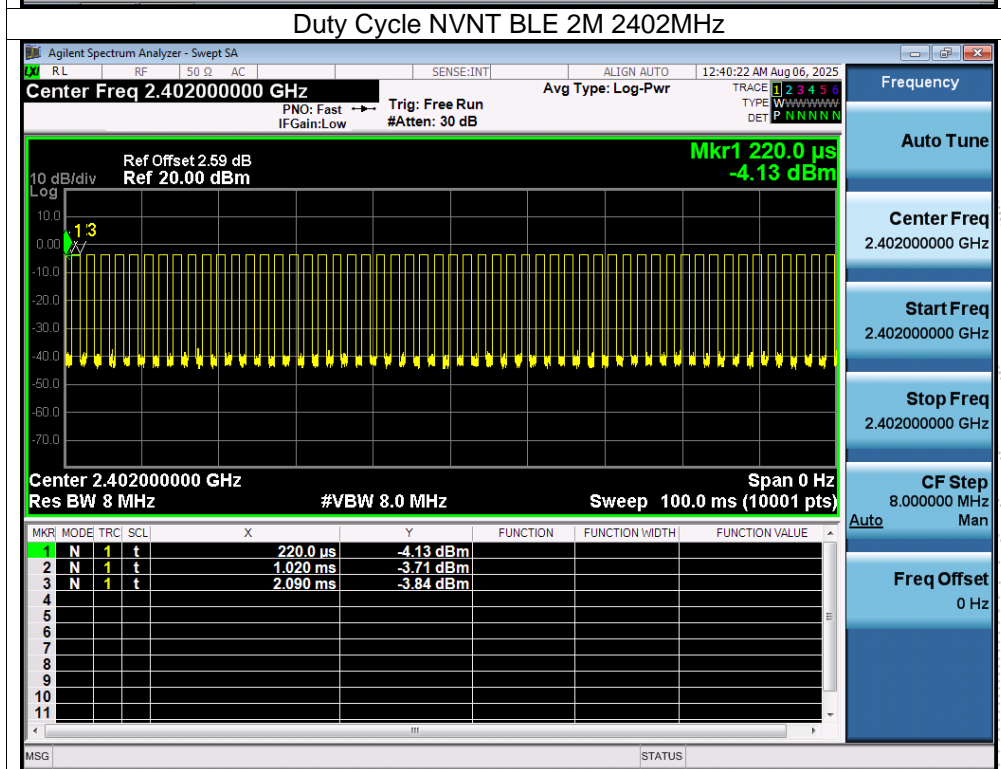 Duty Cycle NVNT BLE 2M 2402MHz
Agilent Spectrum Analyzer - Swept SA
LXI RL RF 50 Ω AC SENSE:INT ALIGN AUTO 12:40:22 AM Aug 06, 2025
Center Freq 2.402000000 GHz
PNO: Fast
IFGain:Low
Trig: Free Run
#Atten: 30 dB
Avg Type: Log-Pwr
TRACE 1 2 3 4 5 6
TYPE WWWWWW
DET P N N N N N
Mkr1 220.0 µs
-4.13 dBm
Ref Offset 2.59 dB
10 dB/div Ref 20.00 dBm
Log
10.0
0.00
-10.0
-20.0
-30.0
-40.0
-50.0
-60.0
-70.0
1 3
Center 2.402000000 GHz Span 0 Hz
Res BW 8 MHz #VBW 8.0 MHz Sweep 100.0 ms (10001 pts)
MKR MODE TRC SCL X Y FUNCTION FUNCTION WIDTH FUNCTION VALUE
1 N 1 t 220.0 µs -4.13 dBm
2 N 1 t 1.020 ms -3.71 dBm
3 N 1 t 2.090 ms -3.84 dBm
4
5
6
7
8
9
10
11
MSG STATUS
Frequency
Auto Tune
Center Freq
2.402000000 GHz
Start Freq
2.402000000 GHz
Stop Freq
2.402000000 GHz
CF Step
8.000000 MHz
Auto Man
Freq Offset
0 Hz